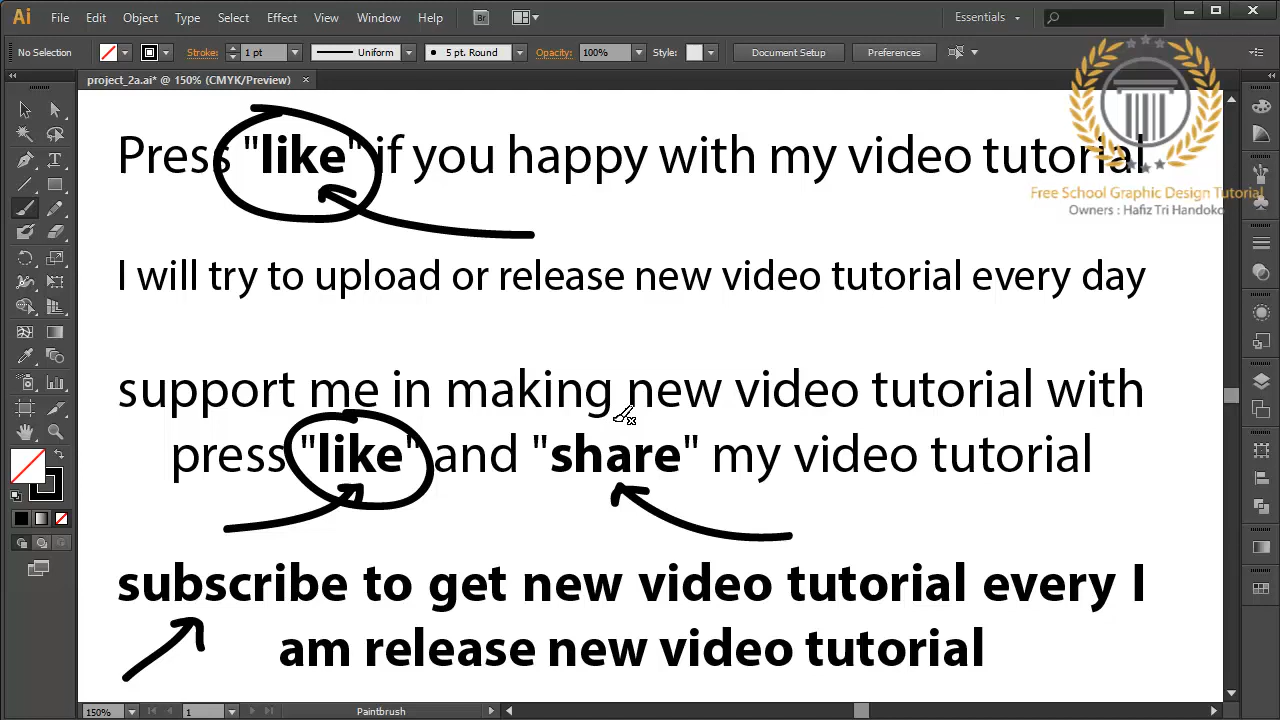 Ai File Edit Object Type Select Effect View Window Help Br Essentials
No Selection Stroke: 1 pt Uniform 5 pt. Round Opacity: 100% Style: Document Setup Preferences
project_2a.ai* @ 150% (CMYK/Preview)
Press "like" if you happy with my video tutorial
Free School Graphic Design Tutorial
Owners : Hafiz Tri Handoko
I will try to upload or release new video tutorial every day
support me in making new video tutorial with
press "like" and "share" my video tutorial
subscribe to get new video tutorial every I
am release new video tutorial
150% 1 Paintbrush